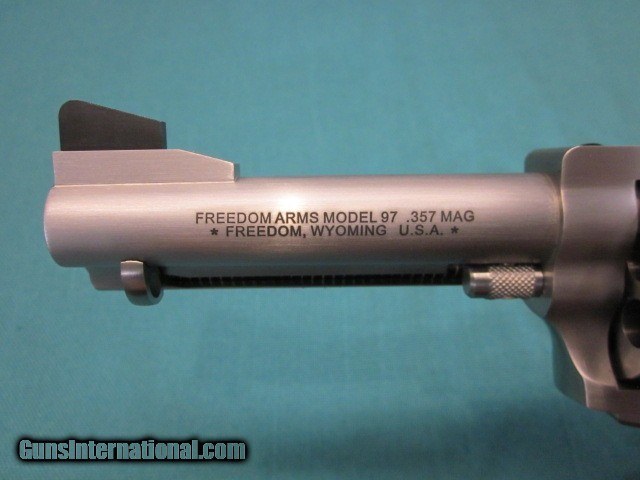 FREEDOM ARMS MODEL 97 .357 MAG
★ FREEDOM, WYOMING U.S.A. ★
GunsInternational.com